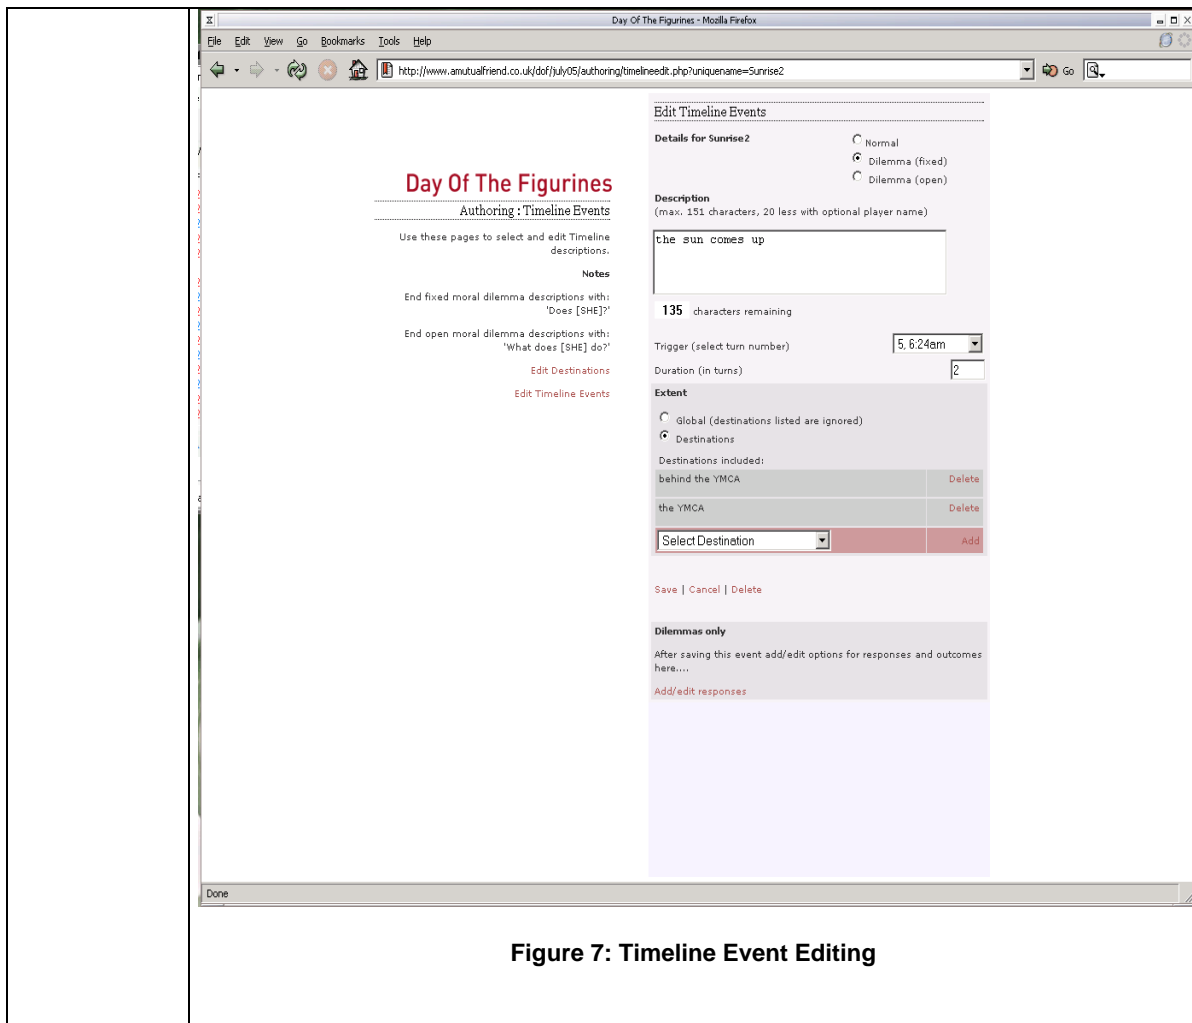 Day Of The Figurines - Mozilla Firefox
File Edit View Go Bookmarks Tools Help
http://www.amutualfriend.co.uk/dof/july05/authoring/timelineedit.php?uniquename=Sunrise2 Go
Day Of The Figurines
Authoring : Timeline Events
Use these pages to select and edit Timeline
descriptions.
Notes
End fixed moral dilemma descriptions with:
'Does [SHE]?'
End open moral dilemma descriptions with:
'What does [SHE] do?'
Edit Destinations
Edit Timeline Events
Edit Timeline Events
Details for Sunrise2
Normal
Dilemma (fixed)
Dilemma (open)
Description
(max. 151 characters, 20 less with optional player name)
the sun comes up
135 characters remaining
Trigger (select turn number) 5, 6:24am
Duration (in turns) 2
Extent
Global (destinations listed are ignored)
Destinations
Destinations included:
behind the YMCA Delete
the YMCA Delete
Select Destination Add
Save | Cancel | Delete
Dilemmas only
After saving this event add/edit options for responses and outcomes
here....
Add/edit responses
Done
Figure 7: Timeline Event Editing